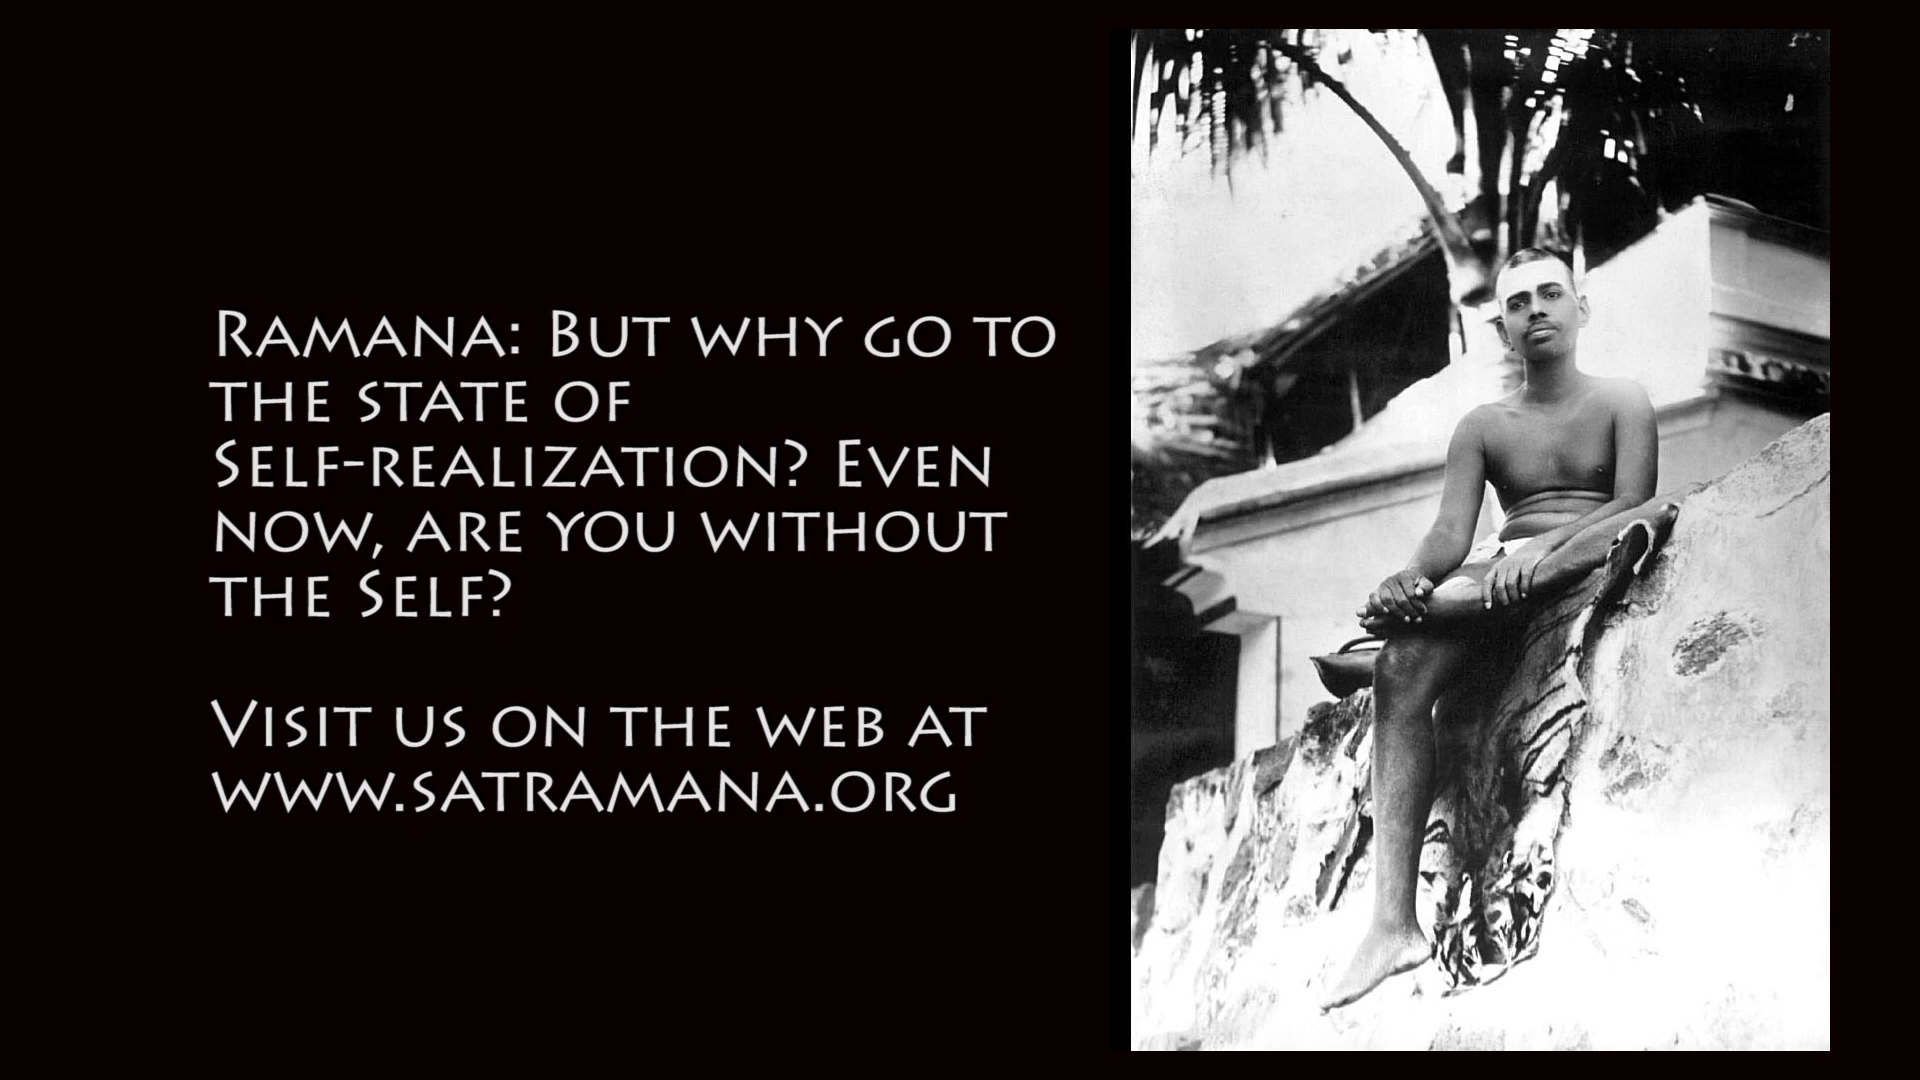 Ramana: But why go to
the state of
Self-realization? Even
now, are you without
the Self?
Visit us on the web at
www.satramana.org